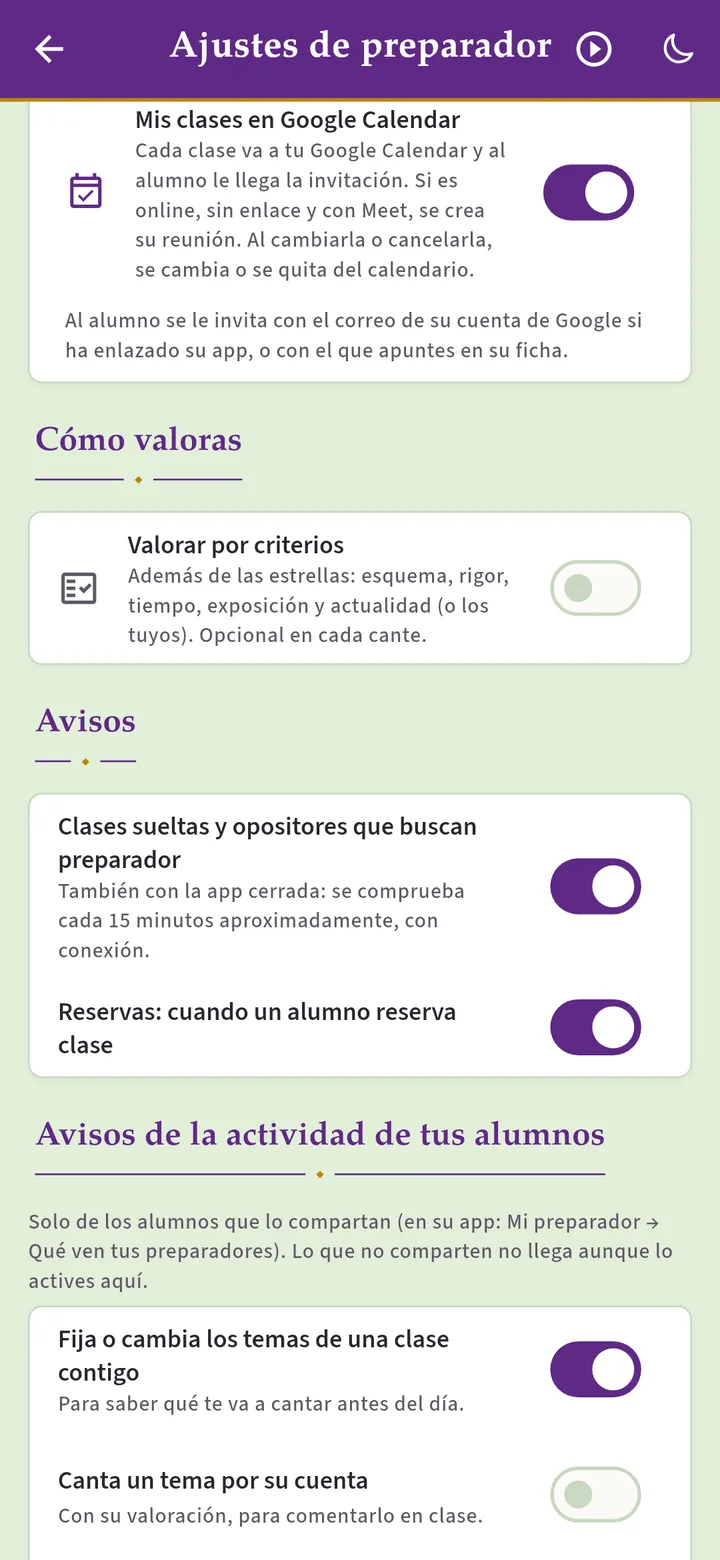 Ajustes de preparador
Mis clases en Google Calendar
Cada clase va a tu Google Calendar y al
alumno le llega la invitación. Si es
online, sin enlace y con Meet, se crea
su reunión. Al cambiarla o cancelarla,
se cambia o se quita del calendario.
Al alumno se le invita con el correo de su cuenta de Google si
ha enlazado su app, o con el que apuntes en su ficha.
Cómo valoras
Valorar por criterios
Además de las estrellas: esquema, rigor,
tiempo, exposición y actualidad (o los
tuyos). Opcional en cada cante.
Avisos
Clases sueltas y opositores que buscan
preparador
También con la app cerrada: se comprueba
cada 15 minutos aproximadamente, con
conexión.
Reservas: cuando un alumno reserva
clase
Avisos de la actividad de tus alumnos
Solo de los alumnos que lo compartan (en su app: Mi preparador →
Qué ven tus preparadores). Lo que no comparten no llega aunque lo
actives aquí.
Fija o cambia los temas de una clase
contigo
Para saber qué te va a cantar antes del día.
Canta un tema por su cuenta
Con su valoración, para comentarlo en clase.